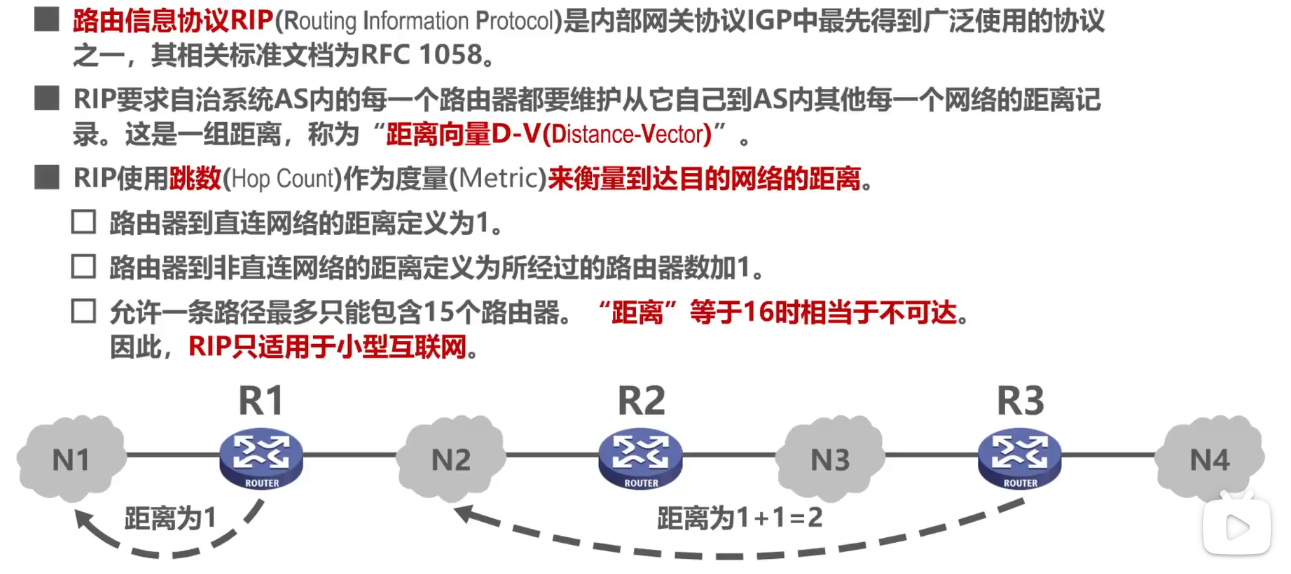 路由信息协议RIP(Routing Information Protocol)是内部网关协议IGP中最先得到广泛使用的协议
之一，其相关标准文档为RFC 1058。
RIP要求自治系统AS内的每一个路由器都要维护从它自己到AS内其他每一个网络的距离记
录。这是一组距离，称为“距离向量D-V(Distance-Vector)”。
RIP使用跳数(Hop Count)作为度量(Metric)来衡量到达目的网络的距离。
路由器到直连网络的距离定义为1。
路由器到非直连网络的距离定义为所经过的路由器数加1。
允许一条路径最多只能包含15个路由器。“距离”等于16时相当于不可达。
因此，RIP只适用于小型互联网。
R1 R2 R3
N1 N2 N3 N4
ROUTER ROUTER ROUTER
距离为1 距离为1+1=2